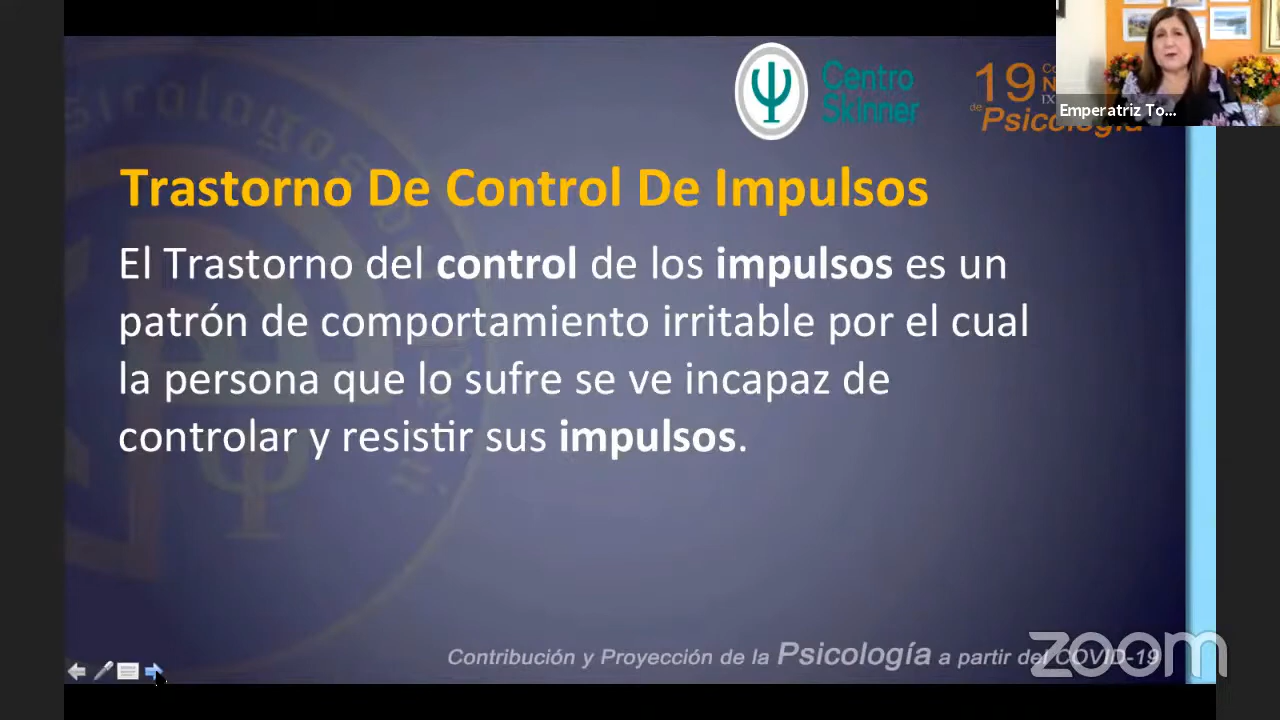 Centro
Skinner
19
de Psicología
Emperatriz To...
Trastorno De Control De Impulsos
El Trastorno del control de los impulsos es un
patrón de comportamiento irritable por el cual
la persona que lo sufre se ve incapaz de
controlar y resistir sus impulsos.
Contribución y Proyección de la Psicología a partir del COVID-19
zoom